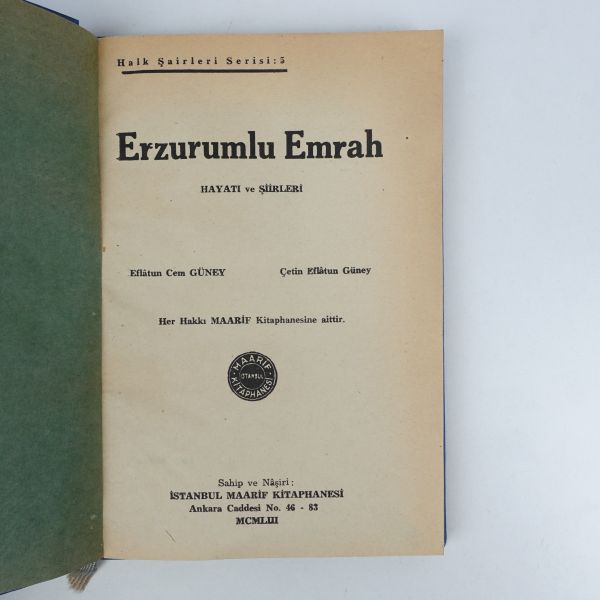 Halk Şairleri Serisi: 5
Erzurumlu Emrah
HAYATI ve ŞİİRLERİ
Eflâtun Cem GÜNEY Çetin Eflâtun Güney
Her Hakkı MAARİF Kitaphanesine aittir.
MAARİF
İSTANBUL
KİTAPHANESİ
Sahip ve Nâşiri :
İSTANBUL MAARİF KİTAPHANESİ
Ankara Caddesi No. 46 - 83
MCMLIII